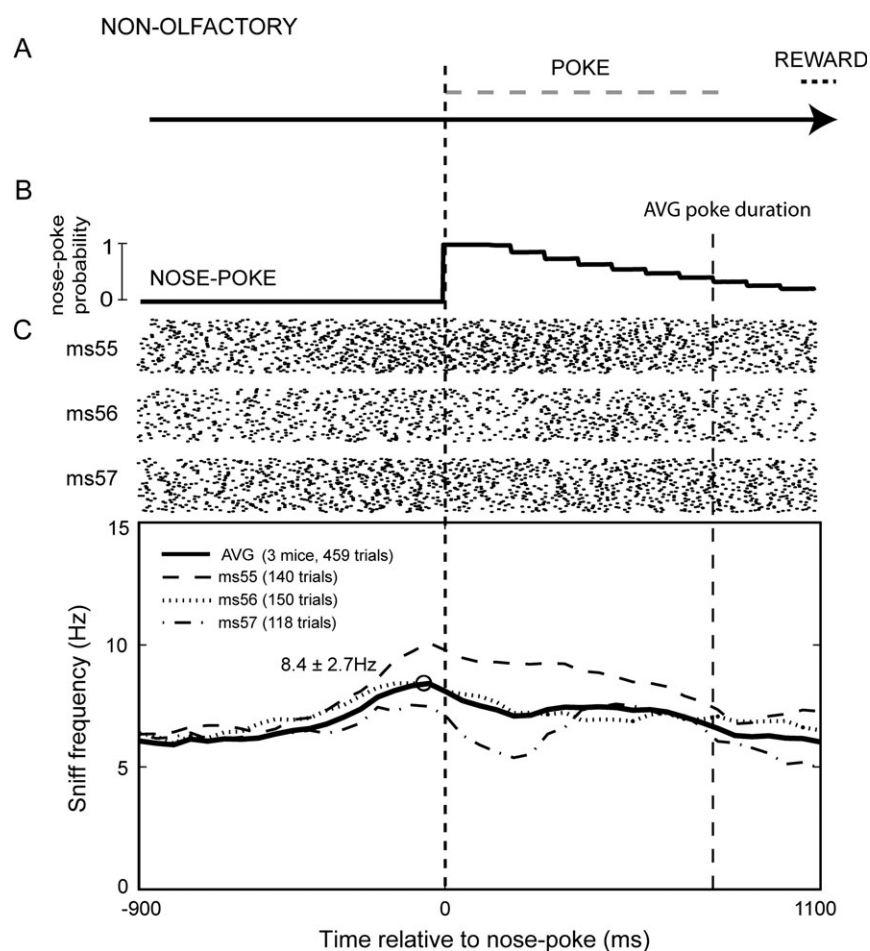 NON-OLFACTORY
A
POKE
REWARD
B
AVG poke duration
nose-poke
probability
1
0
NOSE-POKE
C
ms55
ms56
ms57
Sniff frequency (Hz)
15
10
5
0
AVG (3 mice, 459 trials)
ms55 (140 trials)
ms56 (150 trials)
ms57 (118 trials)
8.4 ± 2.7Hz
-900
0
1100
Time relative to nose-poke (ms)